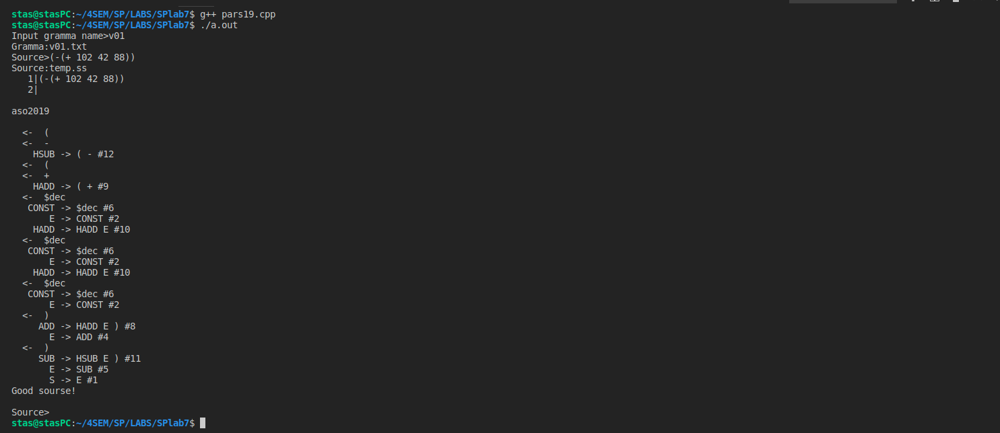 stas@stasPC:~/4SEM/SP/LABS/SPlab7$ g++ pars19.cpp
stas@stasPC:~/4SEM/SP/LABS/SPlab7$ ./a.out
Input gramma name>v01
Gramma:v01.txt
Source>(-(+ 102 42 88))
Source:temp.ss
   1|(-(+ 102 42 88))
   2|

aso2019

  <-  (
  <-  -
    HSUB -> ( - #12
  <-  (
  <-  +
    HADD -> ( + #9
  <-  $dec
   CONST -> $dec #6
       E -> CONST #2
    HADD -> HADD E #10
  <-  $dec
   CONST -> $dec #6
       E -> CONST #2
    HADD -> HADD E #10
  <-  $dec
   CONST -> $dec #6
       E -> CONST #2
  <-  )
     ADD -> HADD E ) #8
       E -> ADD #4
  <-  )
     SUB -> HSUB E ) #11
       E -> SUB #5
       S -> E #1
Good sourse!

Source>
stas@stasPC:~/4SEM/SP/LABS/SPlab7$